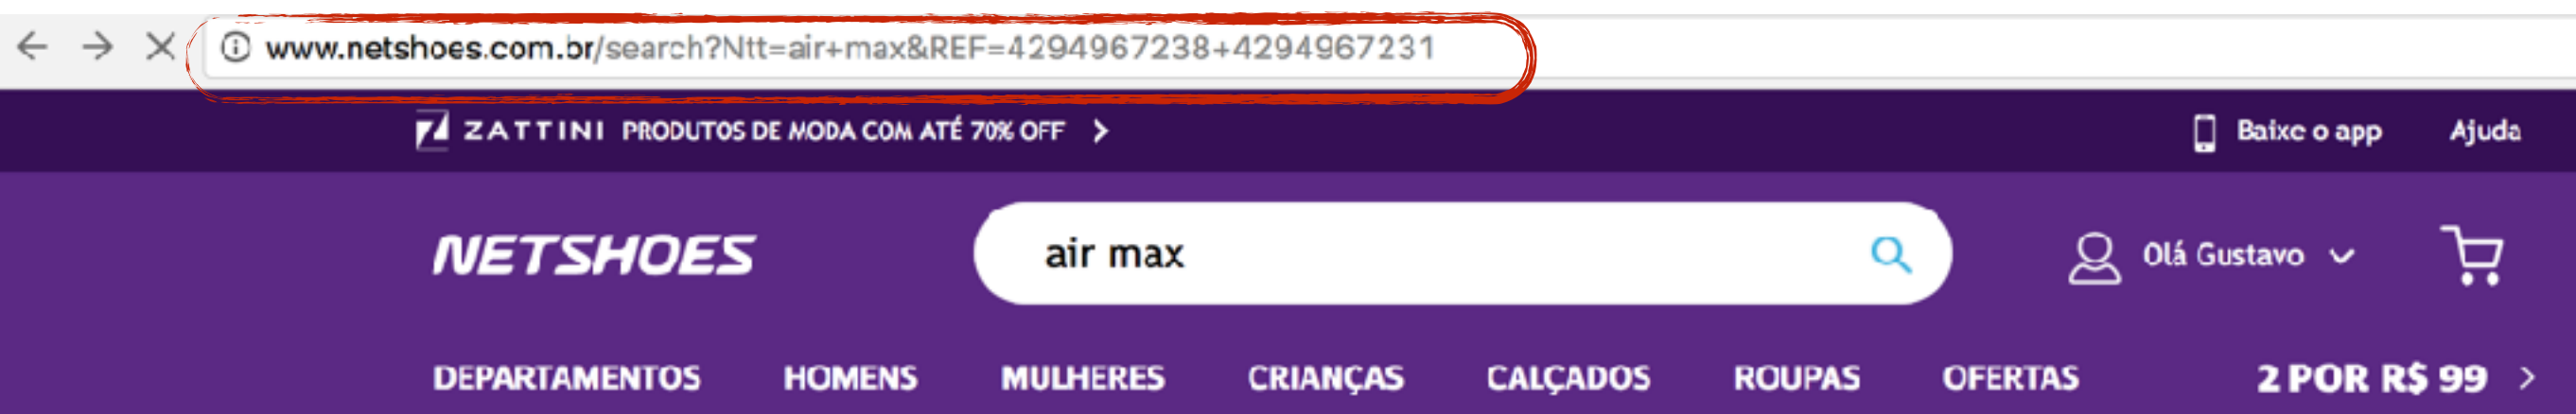 www.netshoes.com.br/search?Ntt=air+max&REF=4294967238+4294967231
ZATTINI PRODUTOS DE MODA COM ATÉ 70% OFF > Baixe o app Ajuda
NETSHOES air max Olá Gustavo
DEPARTAMENTOS HOMENS MULHERES CRIANÇAS CALÇADOS ROUPAS OFERTAS 2 POR R$ 99 >